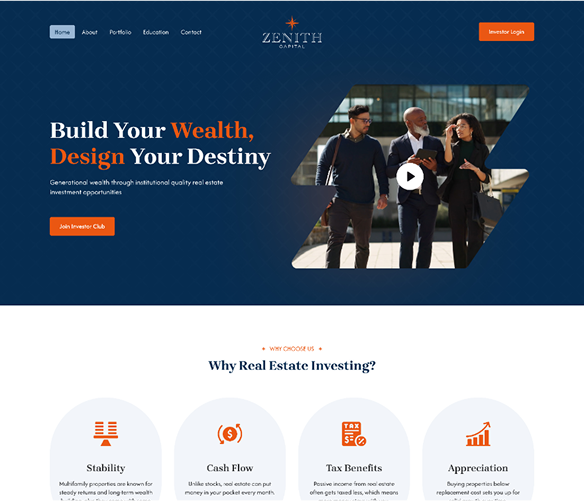 Home About Portfolio Education Contact
ZENITH
CAPITAL
Investor Login
Build Your Wealth,
Design Your Destiny
Generational wealth through institutional quality real estate
investment opportunities
Join Investor Club
WHY CHOOSE US
Why Real Estate Investing?
TAX
Stability
Multifamily properties are known for
steady returns and long term wealth
Cash Flow
Unlike stocks, real estate can put
money in your pocket every month
Tax Benefits
Passive income from real estate
often gets taxed less, which means
Appreciation
Buying properties below
replacement cost sets you up for